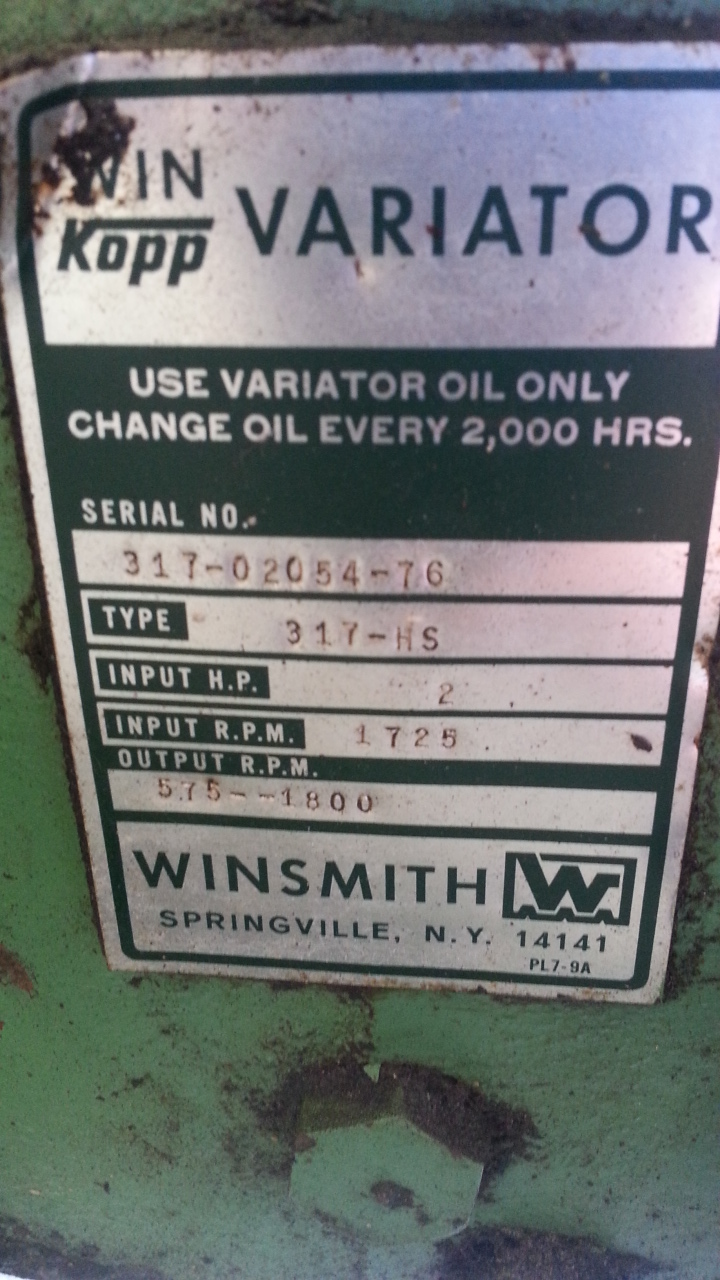 WIN
Kopp VARIATOR
USE VARIATOR OIL ONLY
CHANGE OIL EVERY 2,000 HRS.
SERIAL NO.
317-02054-76
TYPE 317-HS
INPUT H.P. 2
INPUT R.P.M. 1725
OUTPUT R.P.M.
575--1800
WINSMITH W
SPRINGVILLE, N.Y. 14141
PL7-9A